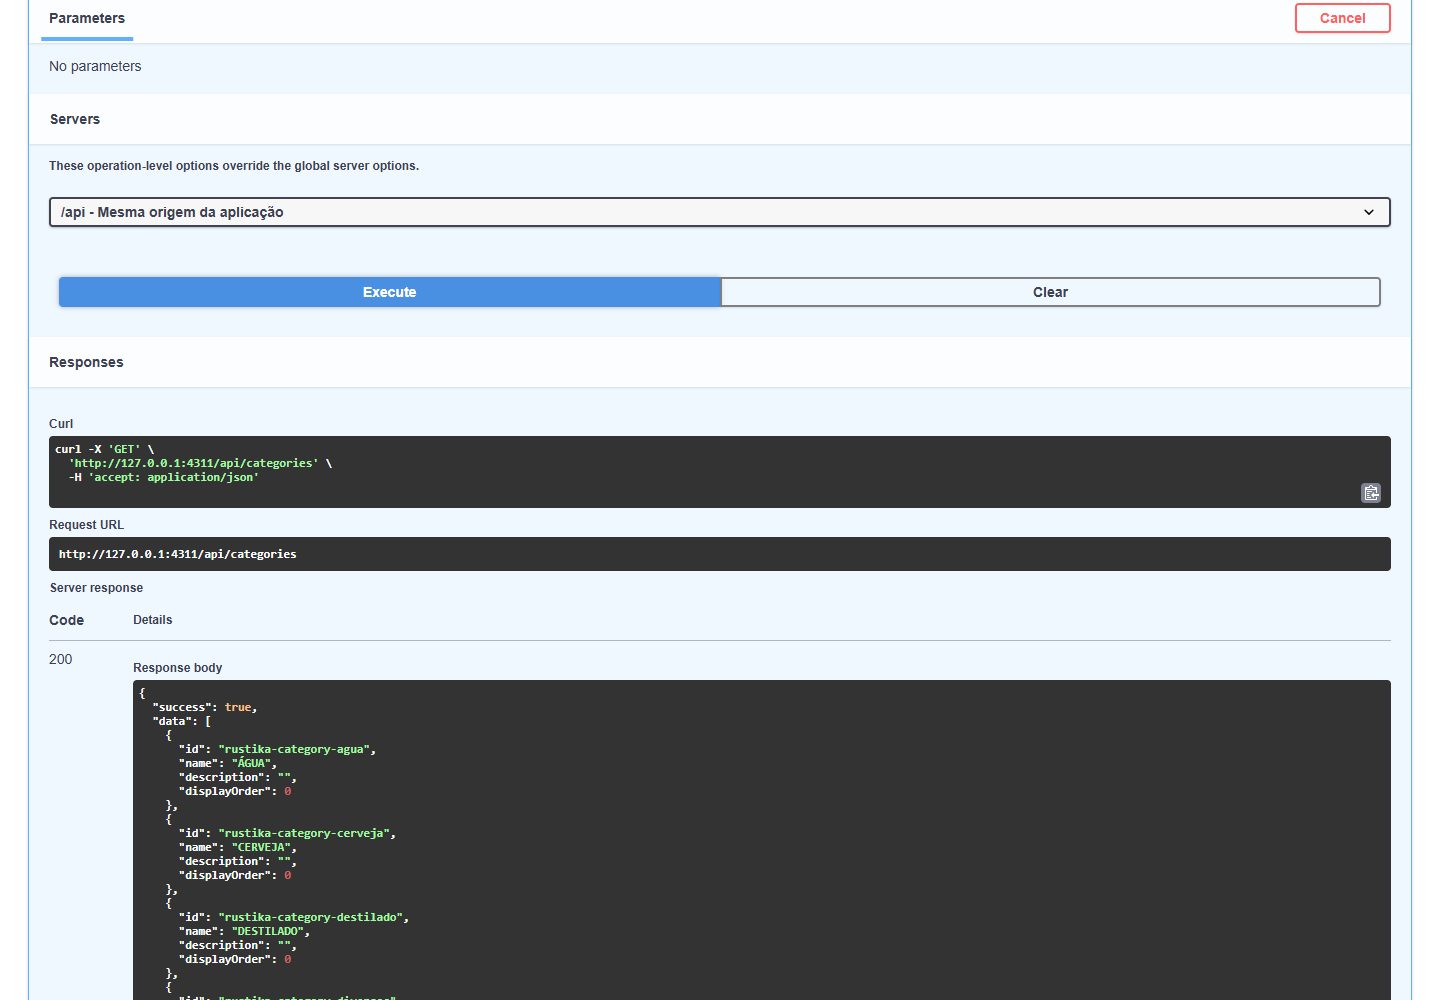 Parameters
Cancel
No parameters
Servers
These operation-level options override the global server options.
/api - Mesma origem da aplicação
Execute
Clear
Responses
Curl
curl -X 'GET' \
  'http://127.0.0.1:4311/api/categories' \
  -H 'accept: application/json'
Request URL
http://127.0.0.1:4311/api/categories
Server response
Code
Details
200
Response body
{
  "success": true,
  "data": [
    {
      "id": "rustika-category-agua",
      "name": "ÁGUA",
      "description": "",
      "displayOrder": 0
    },
    {
      "id": "rustika-category-cerveja",
      "name": "CERVEJA",
      "description": "",
      "displayOrder": 0
    },
    {
      "id": "rustika-category-destilado",
      "name": "DESTILADO",
      "description": "",
      "displayOrder": 0
    },
    {